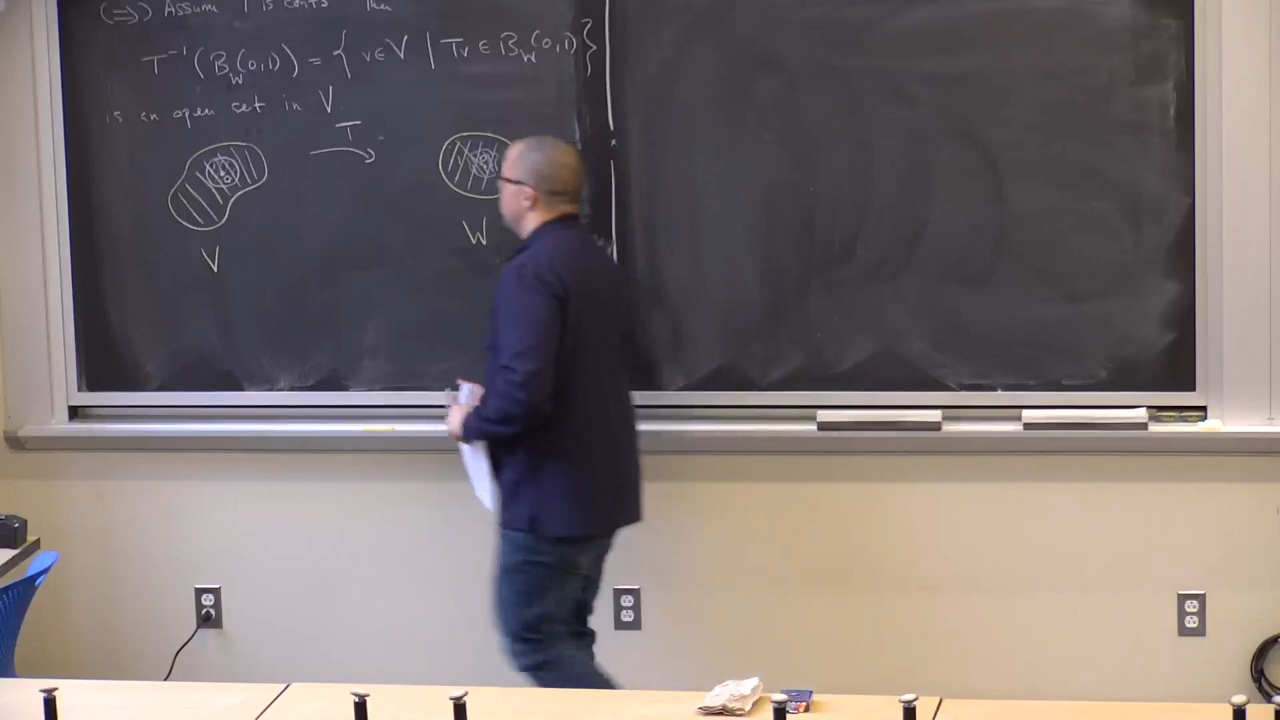 (⇒) Assume T is conts. Then
T⁻¹(B_W(0,1)) = { v∈V | Tv ∈ B_W(0,1) }
is an open set in V.
T
V
W